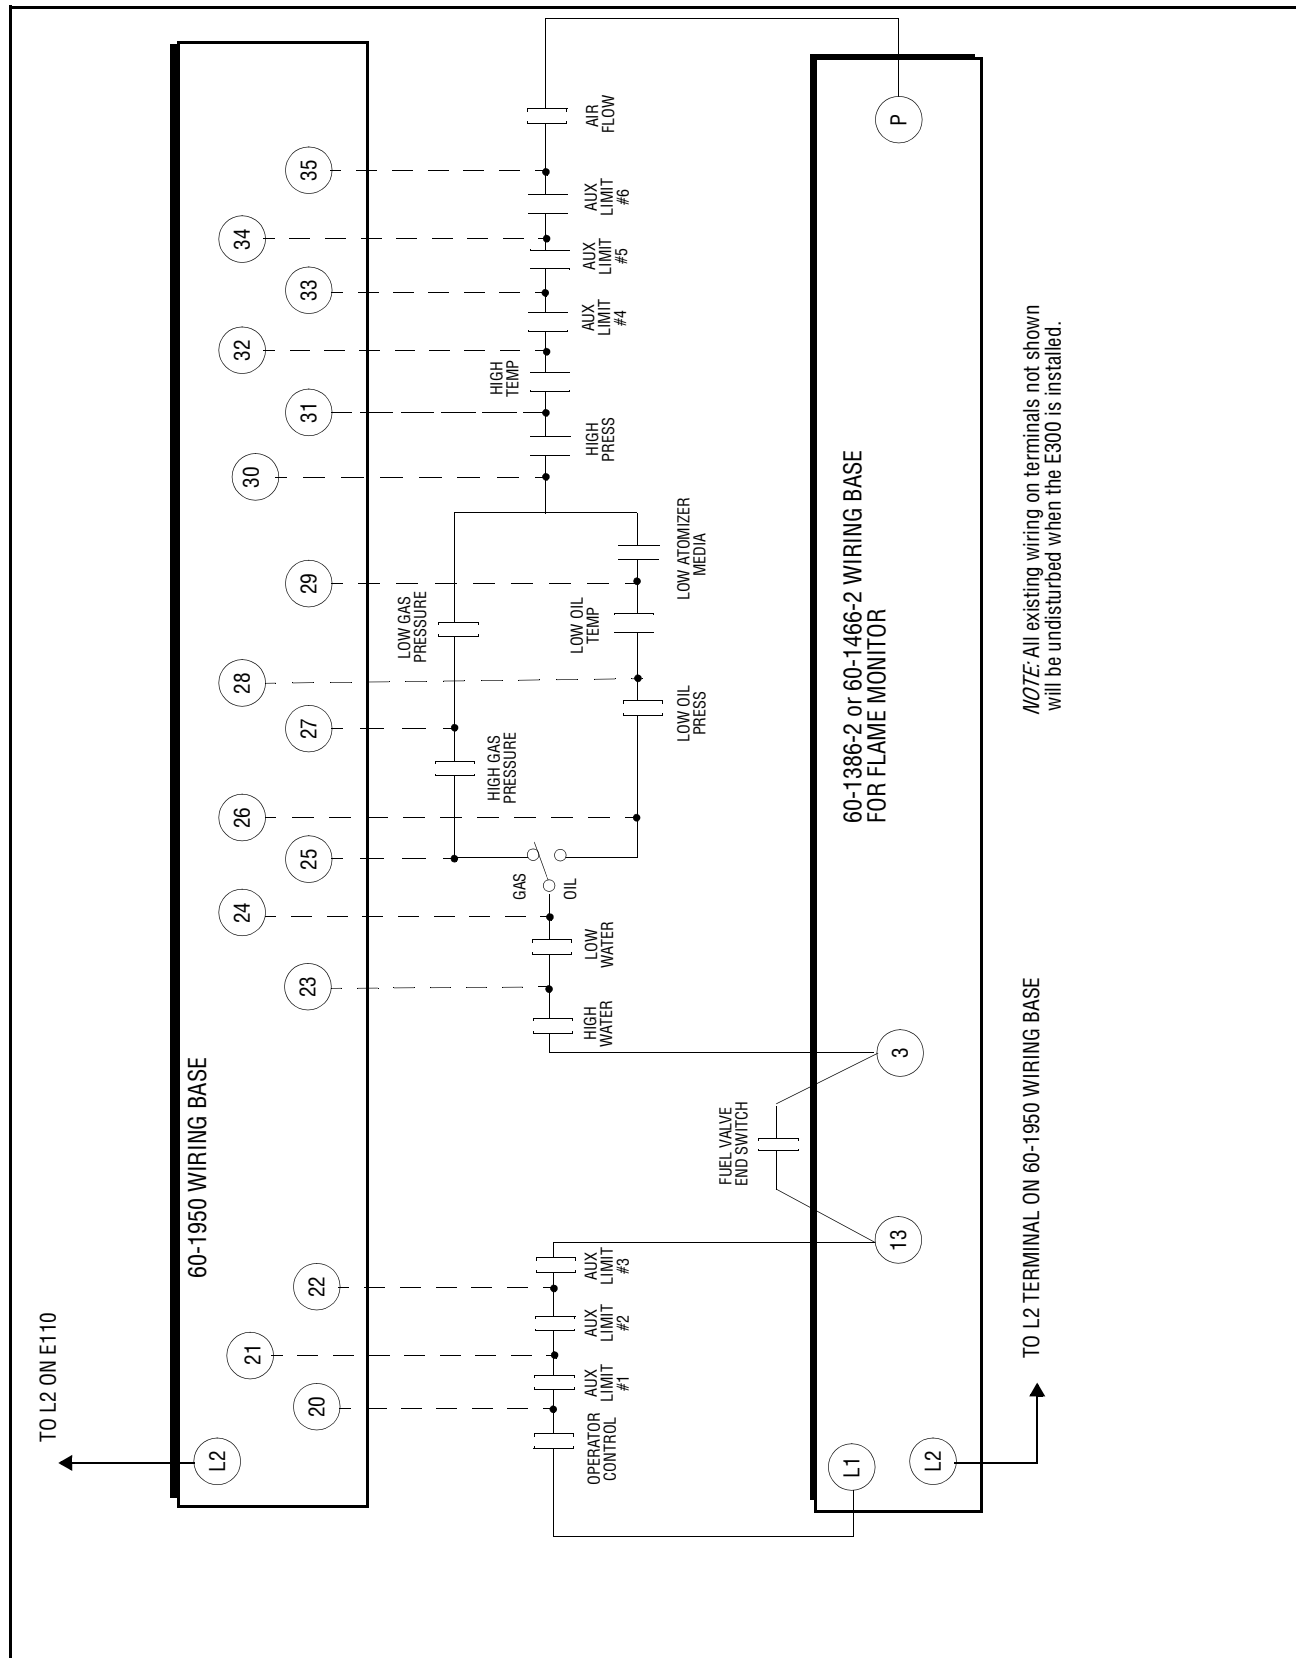 TO L2 ON E110
60-1950 WIRING BASE
L2
20
21
22
23
24
25
26
27
28
29
30
31
32
33
34
35
OPERATOR
CONTROL
AUX
LIMIT
#1
AUX
LIMIT
#2
AUX
LIMIT
#3
FUEL VALVE
END SWITCH
HIGH
WATER
LOW
WATER
GAS
OIL
HIGH GAS
PRESSURE
LOW GAS
PRESSURE
LOW OIL
PRESS
LOW OIL
TEMP
LOW ATOMIZER
MEDIA
HIGH
PRESS
HIGH
TEMP
AUX
LIMIT
#4
AUX
LIMIT
#5
AUX
LIMIT
#6
AIR
FLOW
L1
L2
13
3
P
60-1386-2 or 60-1466-2 WIRING BASE
FOR FLAME MONITOR
TO L2 TERMINAL ON 60-1950 WIRING BASE
NOTE: All existing wiring on terminals not shown
will be undisturbed when the E300 is installed.